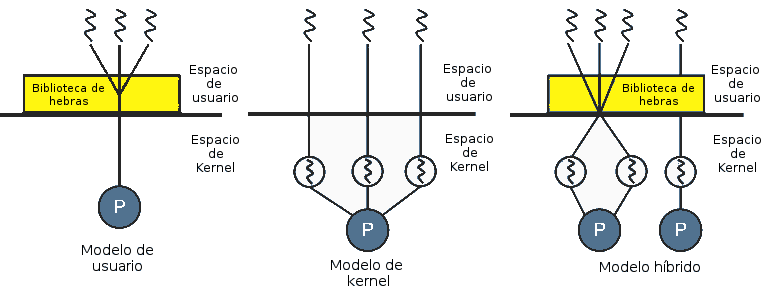 Biblioteca de
hebras
Espacio
de
usuario
Espacio
de
Kernel
P
Modelo de
usuario
Espacio
de
usuario
Espacio
de
Kernel
P
Modelo de
kernel
Biblioteca de
hebras
Espacio
de
usuario
Espacio
de
Kernel
P
P
Modelo híbrido